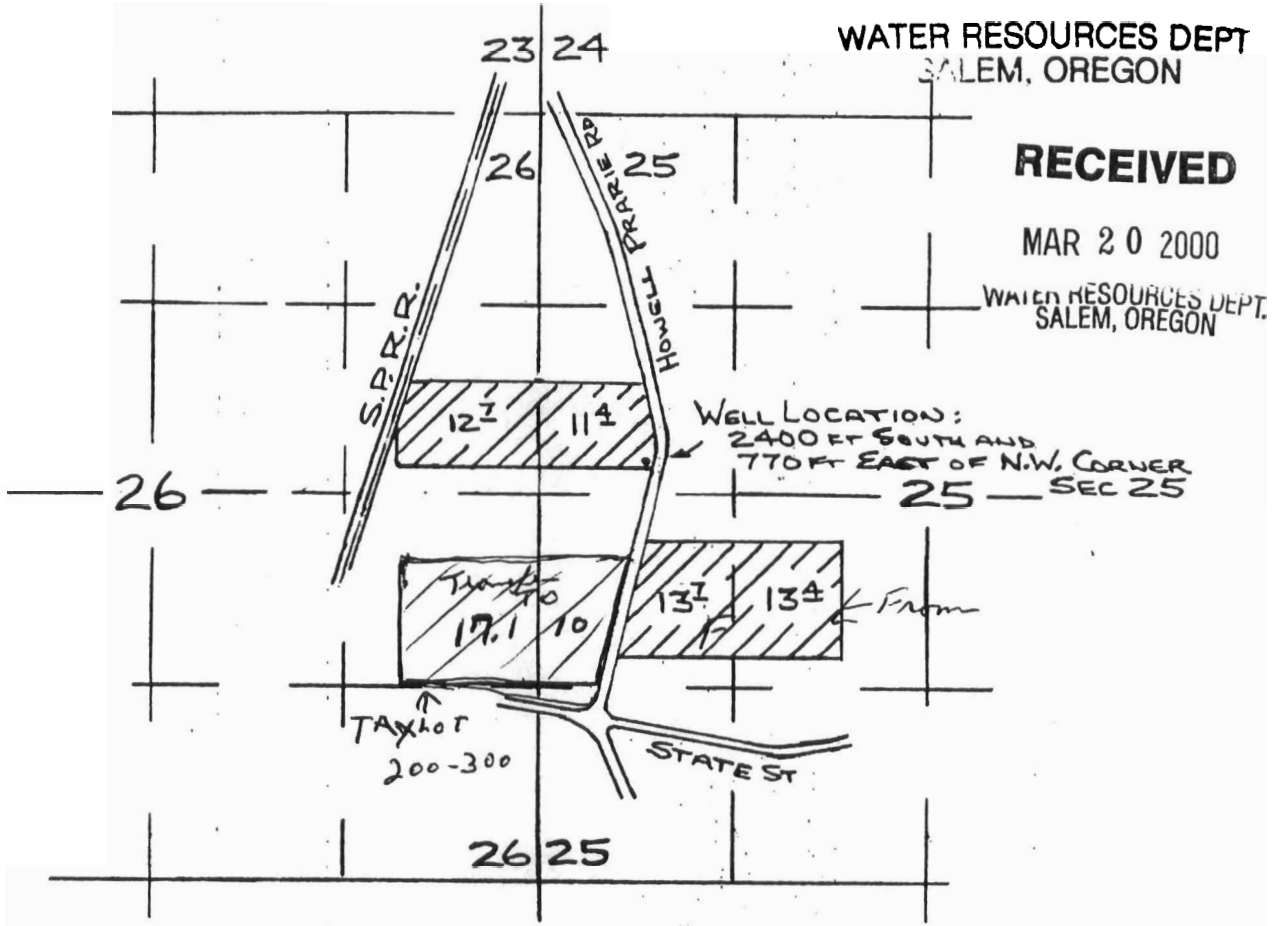 WATER RESOURCES DEPT
SALEM, OREGON
23 24
26 25
HOWELL PRARIE RD
RECEIVED
MAR 20 2000
WATER RESOURCES DEPT.
SALEM, OREGON
S.P.R.R.
12 7 11 4
WELL LOCATION:
2400 FT SOUTH AND
770 FT EAST OF N.W. CORNER
SEC 25
26 25
TO
17.1 10
13 7 13 4
From
TAXLOT
200-300
STATE ST
26 25